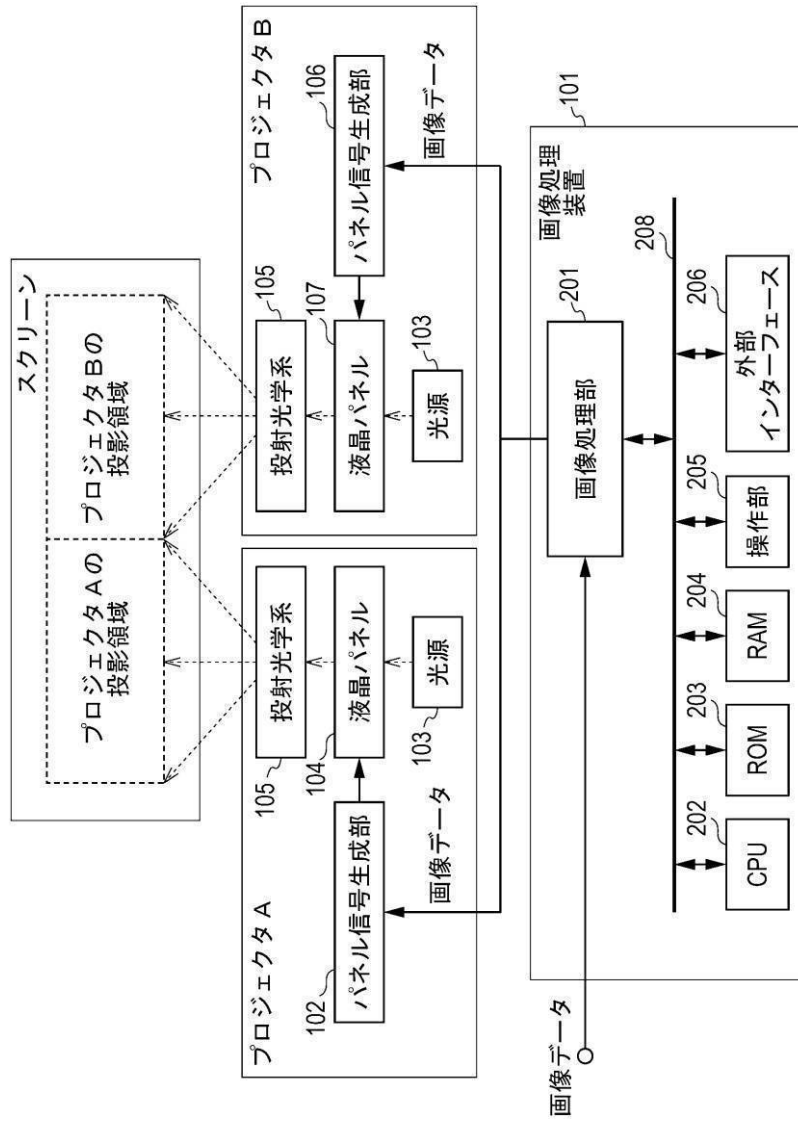 スクリーン
プロジェクタAの
投影領域
プロジェクタBの
投影領域
プロジェクタA
105
投射光学系
104
液晶パネル
102
パネル信号生成部
103
光源
画像データ
プロジェクタB
105
投射光学系
107
液晶パネル
106
パネル信号生成部
103
光源
画像データ
101
画像処理
装置
画像データ
201
画像処理部
208
202
CPU
203
ROM
204
RAM
205
操作部
206
外部
インターフェース